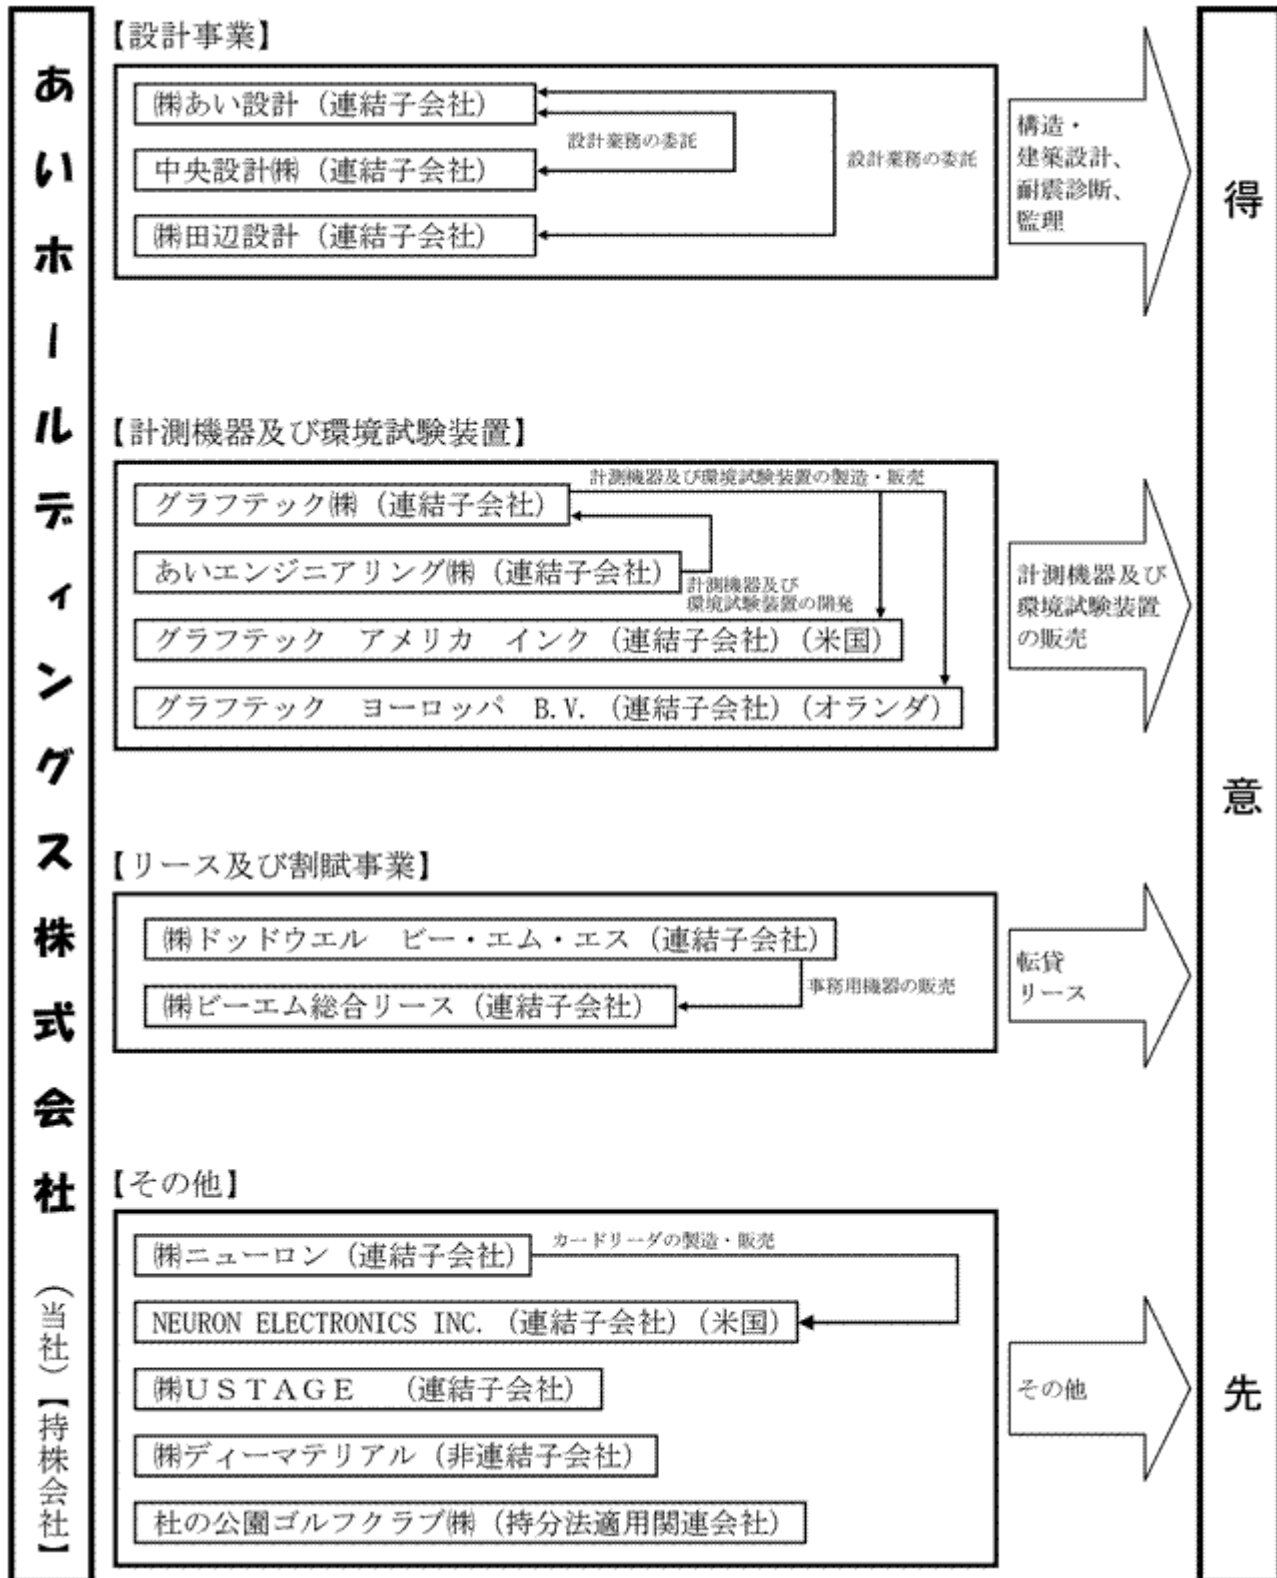 あいホールディングス株式会社（当社）【持株会社】
【設計事業】
㈱あい設計（連結子会社）
設計業務の委託
中央設計㈱（連結子会社）
設計業務の委託
㈱田辺設計（連結子会社）
構造・
建築設計、
耐震診断、
監理
【計測機器及び環境試験装置】
計測機器及び環境試験装置の製造・販売
グラフテック㈱（連結子会社）
あいエンジニアリング㈱（連結子会社）
計測機器及び
環境試験装置の開発
グラフテック　アメリカ　インク（連結子会社）（米国）
グラフテック　ヨーロッパ　B.V.（連結子会社）（オランダ）
計測機器及び
環境試験装置
の販売
【リース及び割賦事業】
㈱ドッドウエル　ビー・エム・エス（連結子会社）
事務用機器の販売
㈱ビーエム総合リース（連結子会社）
転貸
リース
【その他】
㈱ニューロン（連結子会社）
カードリーダの製造・販売
NEURON ELECTRONICS INC.（連結子会社）（米国）
㈱ＵＳＴＡＧＥ　（連結子会社）
㈱ディーマテリアル（非連結子会社）
杜の公園ゴルフクラブ㈱（持分法適用関連会社）
その他
得意先